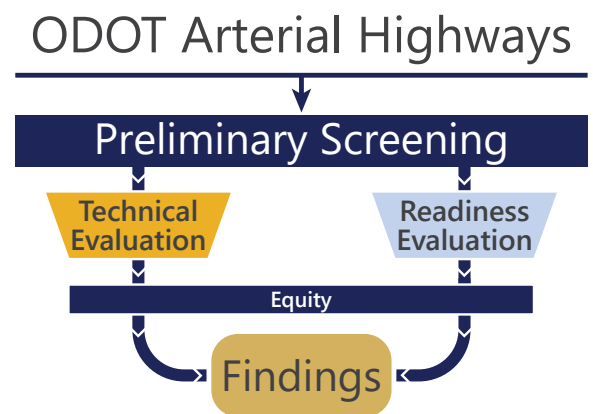 ODOT Arterial Highways
Preliminary Screening
Technical
Evaluation
Readiness
Evaluation
Equity
Findings